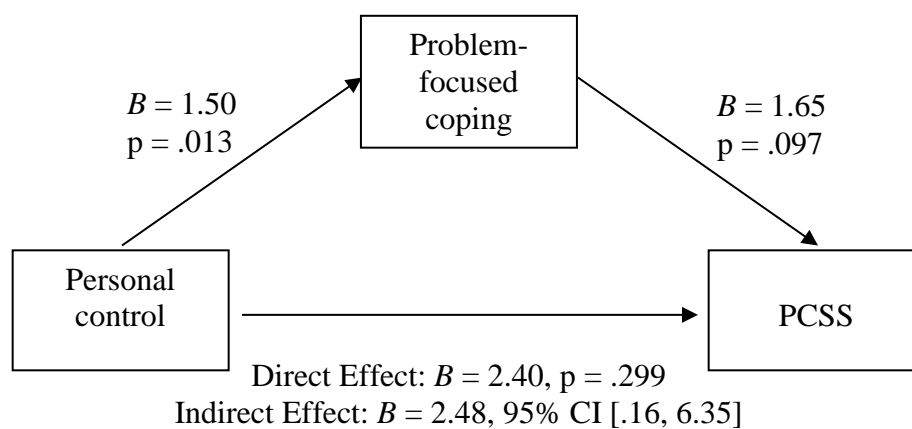 Problem-
focused
coping
B = 1.50
p = .013
B = 1.65
p = .097
Personal
control
PCSS
Direct Effect: B = 2.40, p = .299
Indirect Effect: B = 2.48, 95% CI [.16, 6.35]